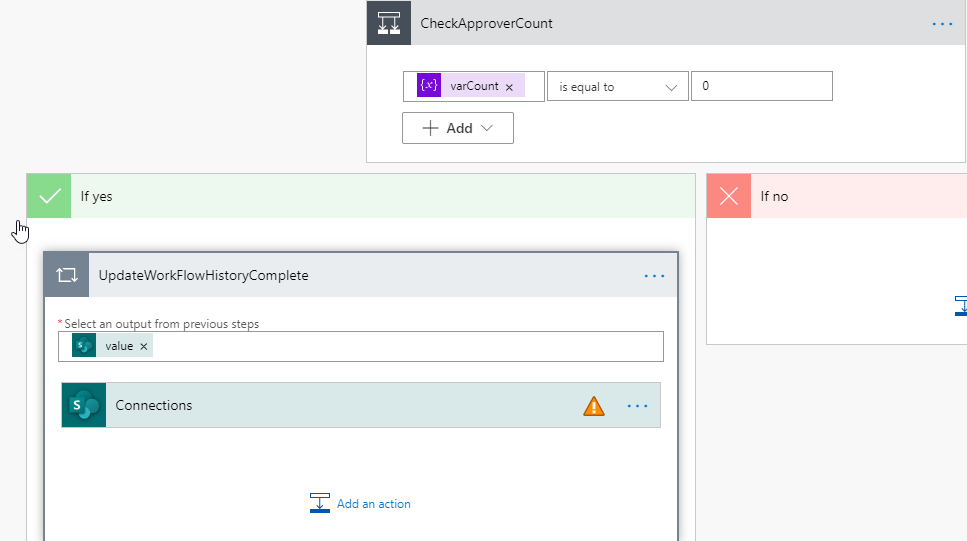 CheckApproverCount
...
{x} varCount × is equal to 0
+ Add
If yes
If no
UpdateWorkFlowHistoryComplete
...
*Select an output from previous steps
S value ×
S Connections
...
Add an action